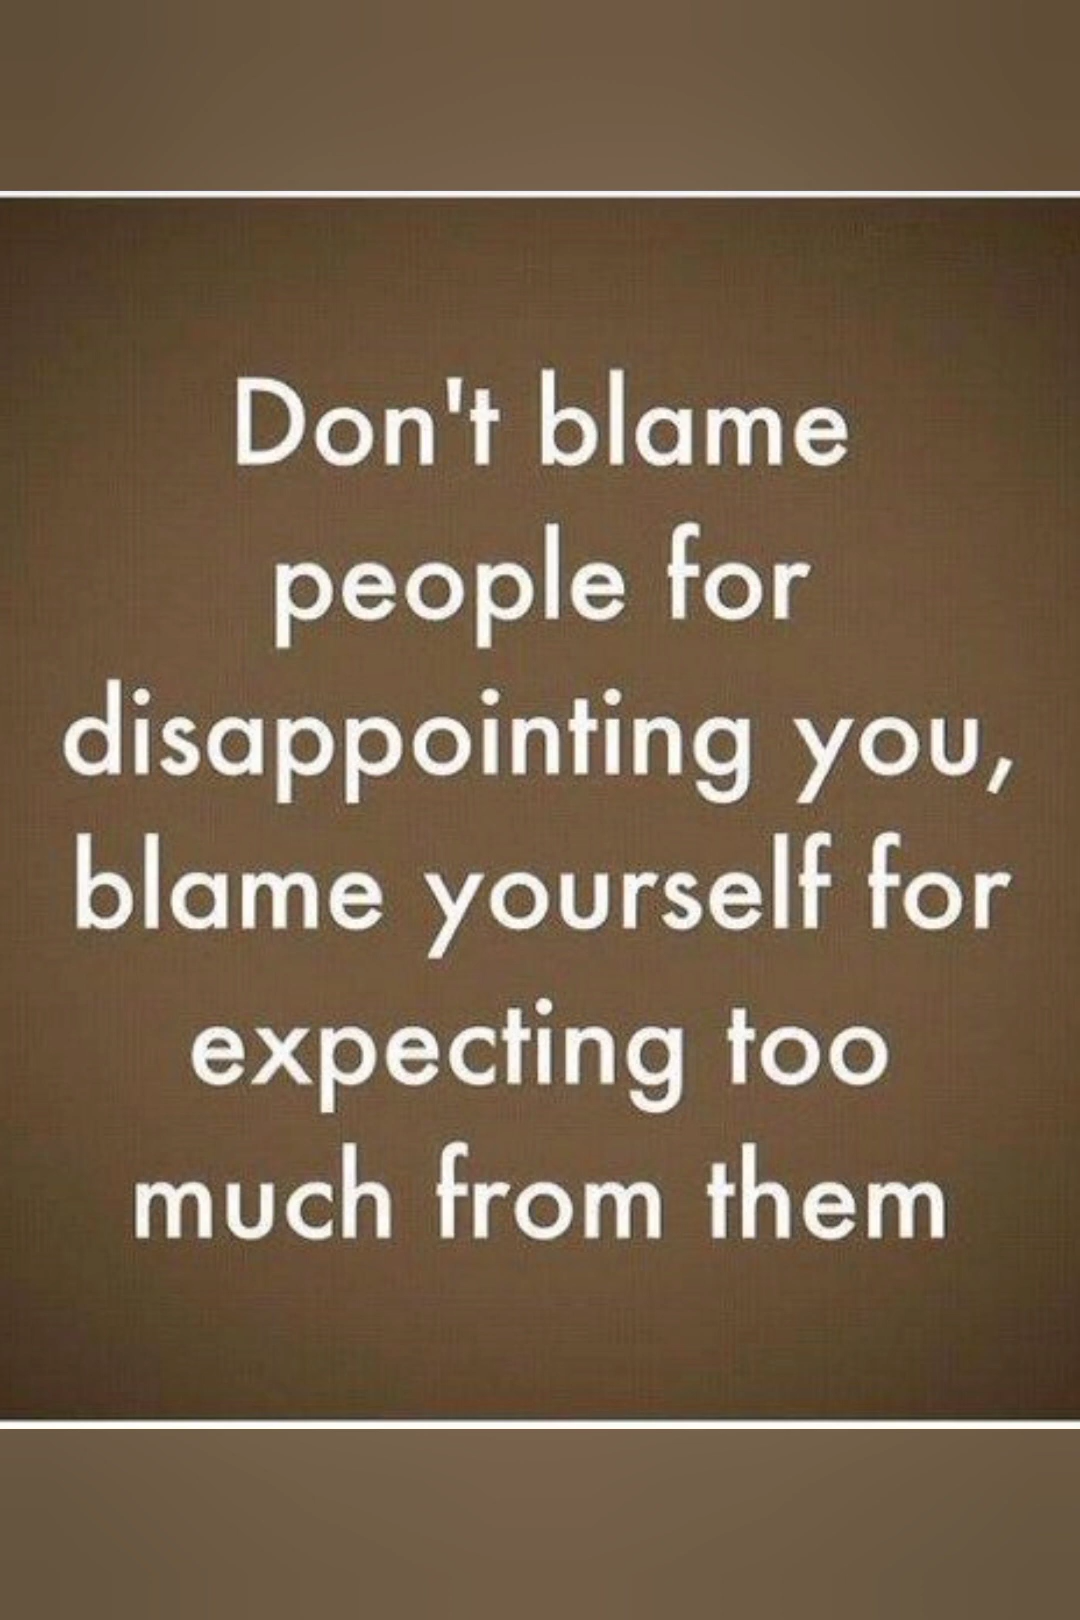 Don't blame
people for
disappointing you,
blame yourself for
expecting too
much from them